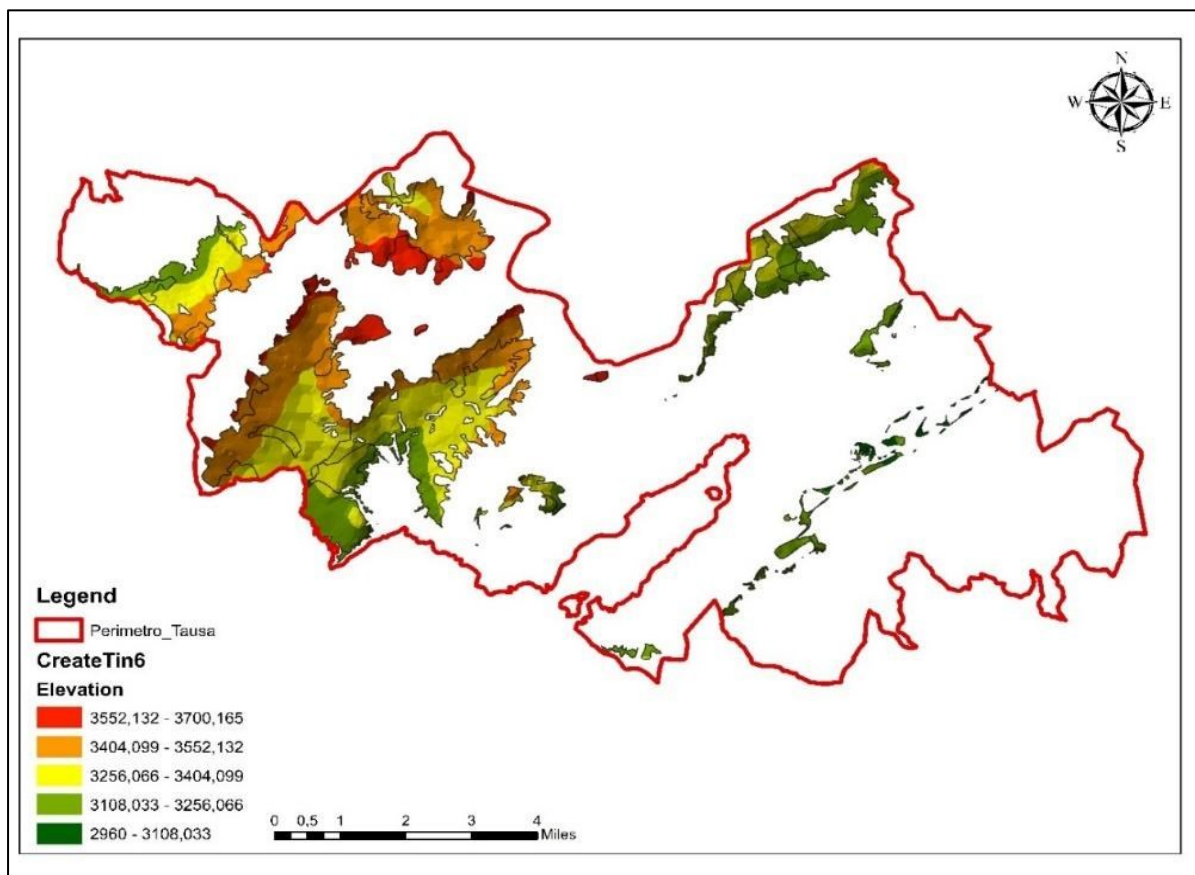 N
W E
S
Legend
Perimetro_Tausa
CreateTin6
Elevation
3552,132 - 3700,165
3404,099 - 3552,132
3256,066 - 3404,099
3108,033 - 3256,066
2960 - 3108,033
0 0,5 1 2 3 4
Miles